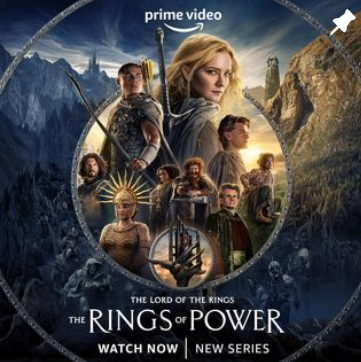 prime video
THE LORD OF THE RINGS
THE RINGS OF POWER
WATCH NOW | NEW SERIES